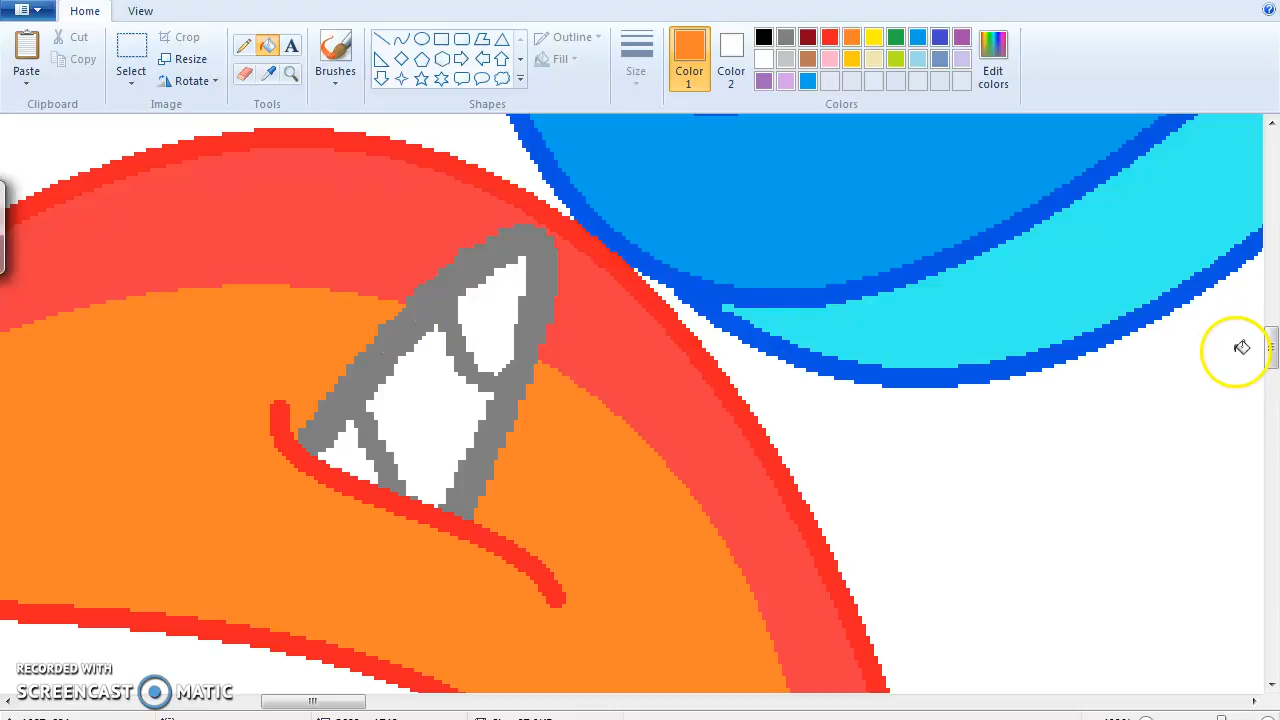 Home View
Paste
Cut
Copy
Clipboard
Select
Crop
Resize
Rotate
Image
A
Tools
Brushes
Shapes
Outline
Fill
Size
Color 1
Color 2
Edit colors
Colors
RECORDED WITH
SCREENCAST MATIC